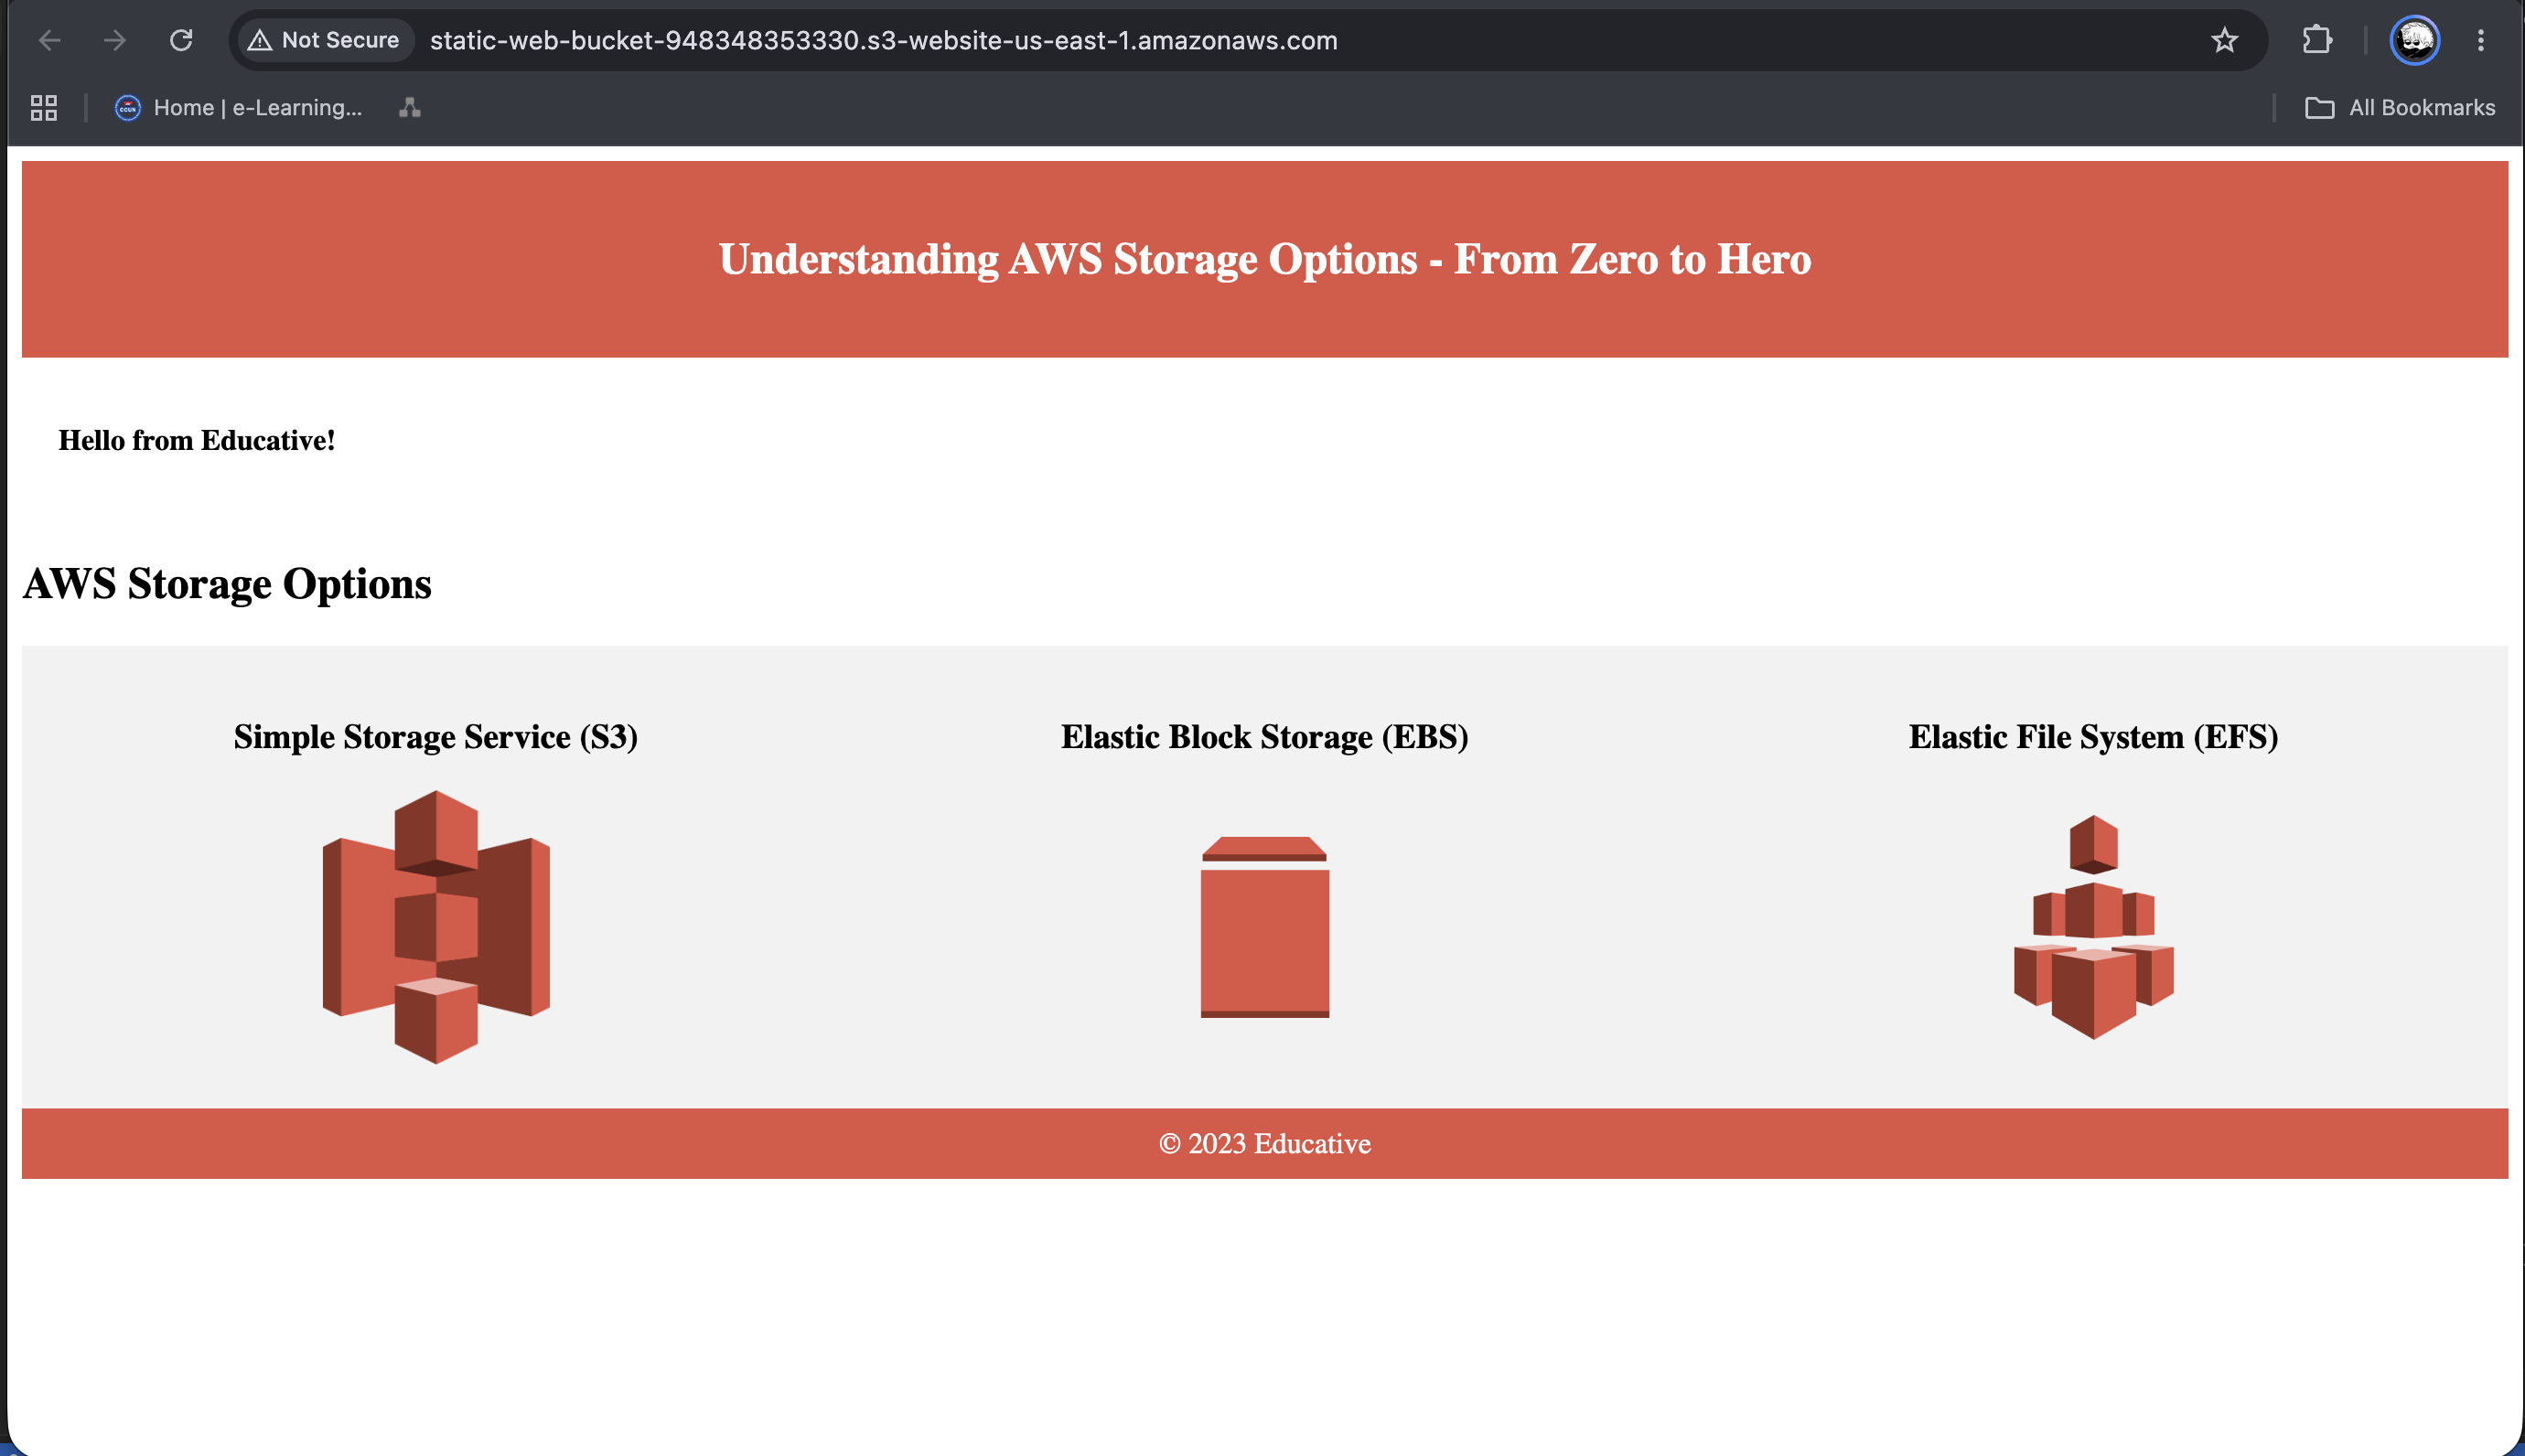 Not Secure static-web-bucket-948348353330.s3-website-us-east-1.amazonaws.com
Home | e-Learning... All Bookmarks
Understanding AWS Storage Options - From Zero to Hero
Hello from Educative!
AWS Storage Options
Simple Storage Service (S3) Elastic Block Storage (EBS) Elastic File System (EFS)
© 2023 Educative